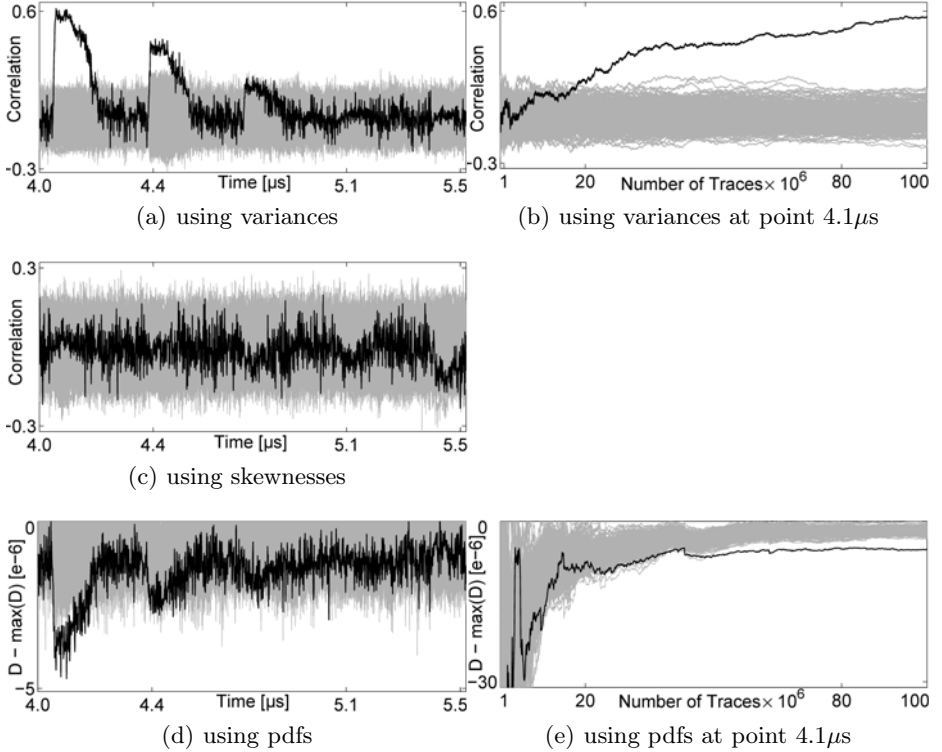 0.6
Correlation
-0.3
4.0
4.4
Time [µs]
5.1
5.5
(a) using variances
0.6
Correlation
-0.3
1
20
Number of Traces× 10^6
80
100
(b) using variances at point 4.1µs
0.3
Correlation
-0.3
4.0
4.4
Time [µs]
5.1
5.5
(c) using skewnesses
0
D − max(D) [e−6]
−5
4.0
4.4
Time [µs]
5.1
5.5
(d) using pdfs
0
D − max(D) [e−6]
−30
1
20
Number of Traces× 10^6
80
100
(e) using pdfs at point 4.1µs